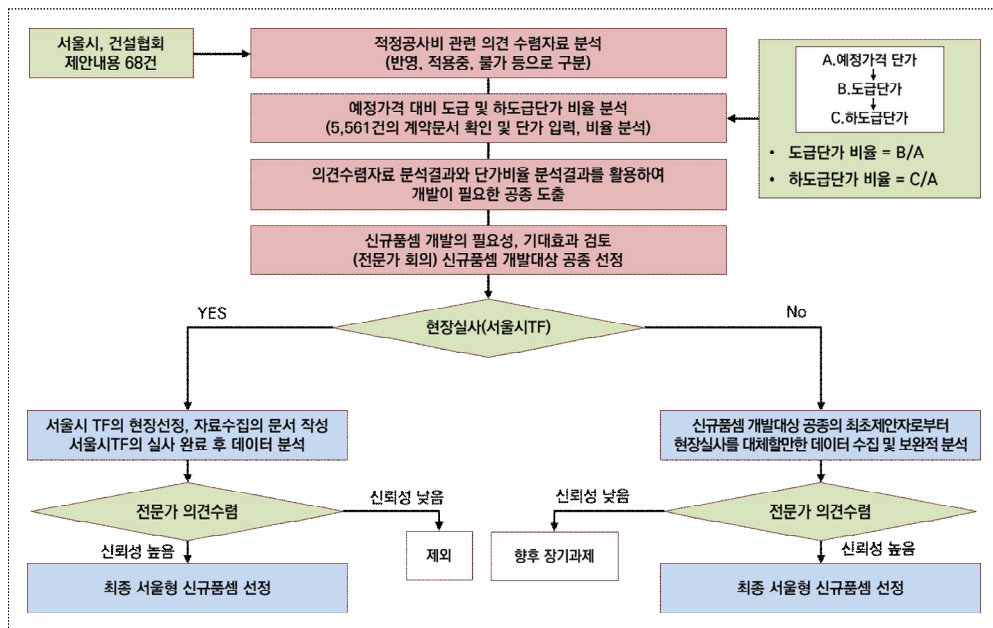 서울시, 건설협회
제안내용 68건
적정공사비 관련 의견 수렴자료 분석
(반영, 적용중, 불가 등으로 구분)
예정가격 대비 도급 및 하도급단가 비율 분석
(5,561건의 계약문서 확인 및 단가 입력, 비율 분석)
A.예정가격 단가
B.도급단가
C.하도급단가
• 도급단가 비율 = B/A
• 하도급단가 비율 = C/A
의견수렴자료 분석결과와 단가비율 분석결과를 활용하여
개발이 필요한 공종 도출
신규품셈 개발의 필요성, 기대효과 검토
(전문가 회의) 신규품셈 개발대상 공종 선정
현장실사(서울시TF)
YES
No
서울시 TF의 현장선정, 자료수집의 문서 작성
서울시TF의 실사 완료 후 데이터 분석
신규품셈 개발대상 공종의 최초제안자로부터
현장실사를 대체할만한 데이터 수집 및 보완적 분석
전문가 의견수렴
신뢰성 낮음
제외
신뢰성 높음
최종 서울형 신규품셈 선정
신뢰성 낮음
향후 장기과제
전문가 의견수렴
신뢰성 높음
최종 서울형 신규품셈 선정